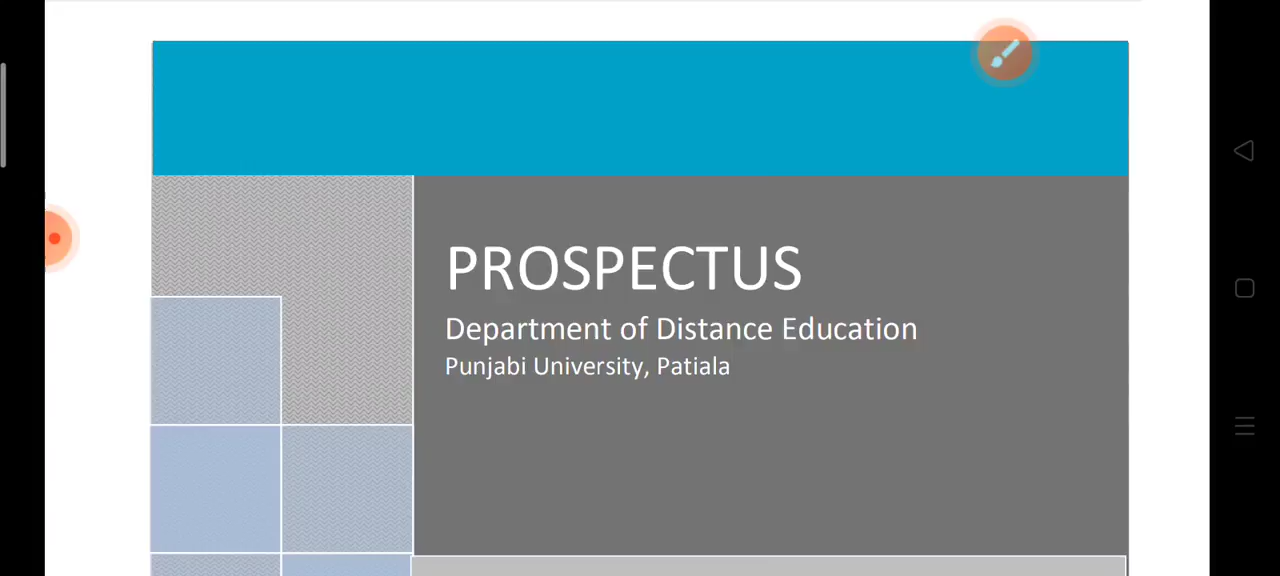 PROSPECTUS
Department of Distance Education
Punjabi University, Patiala